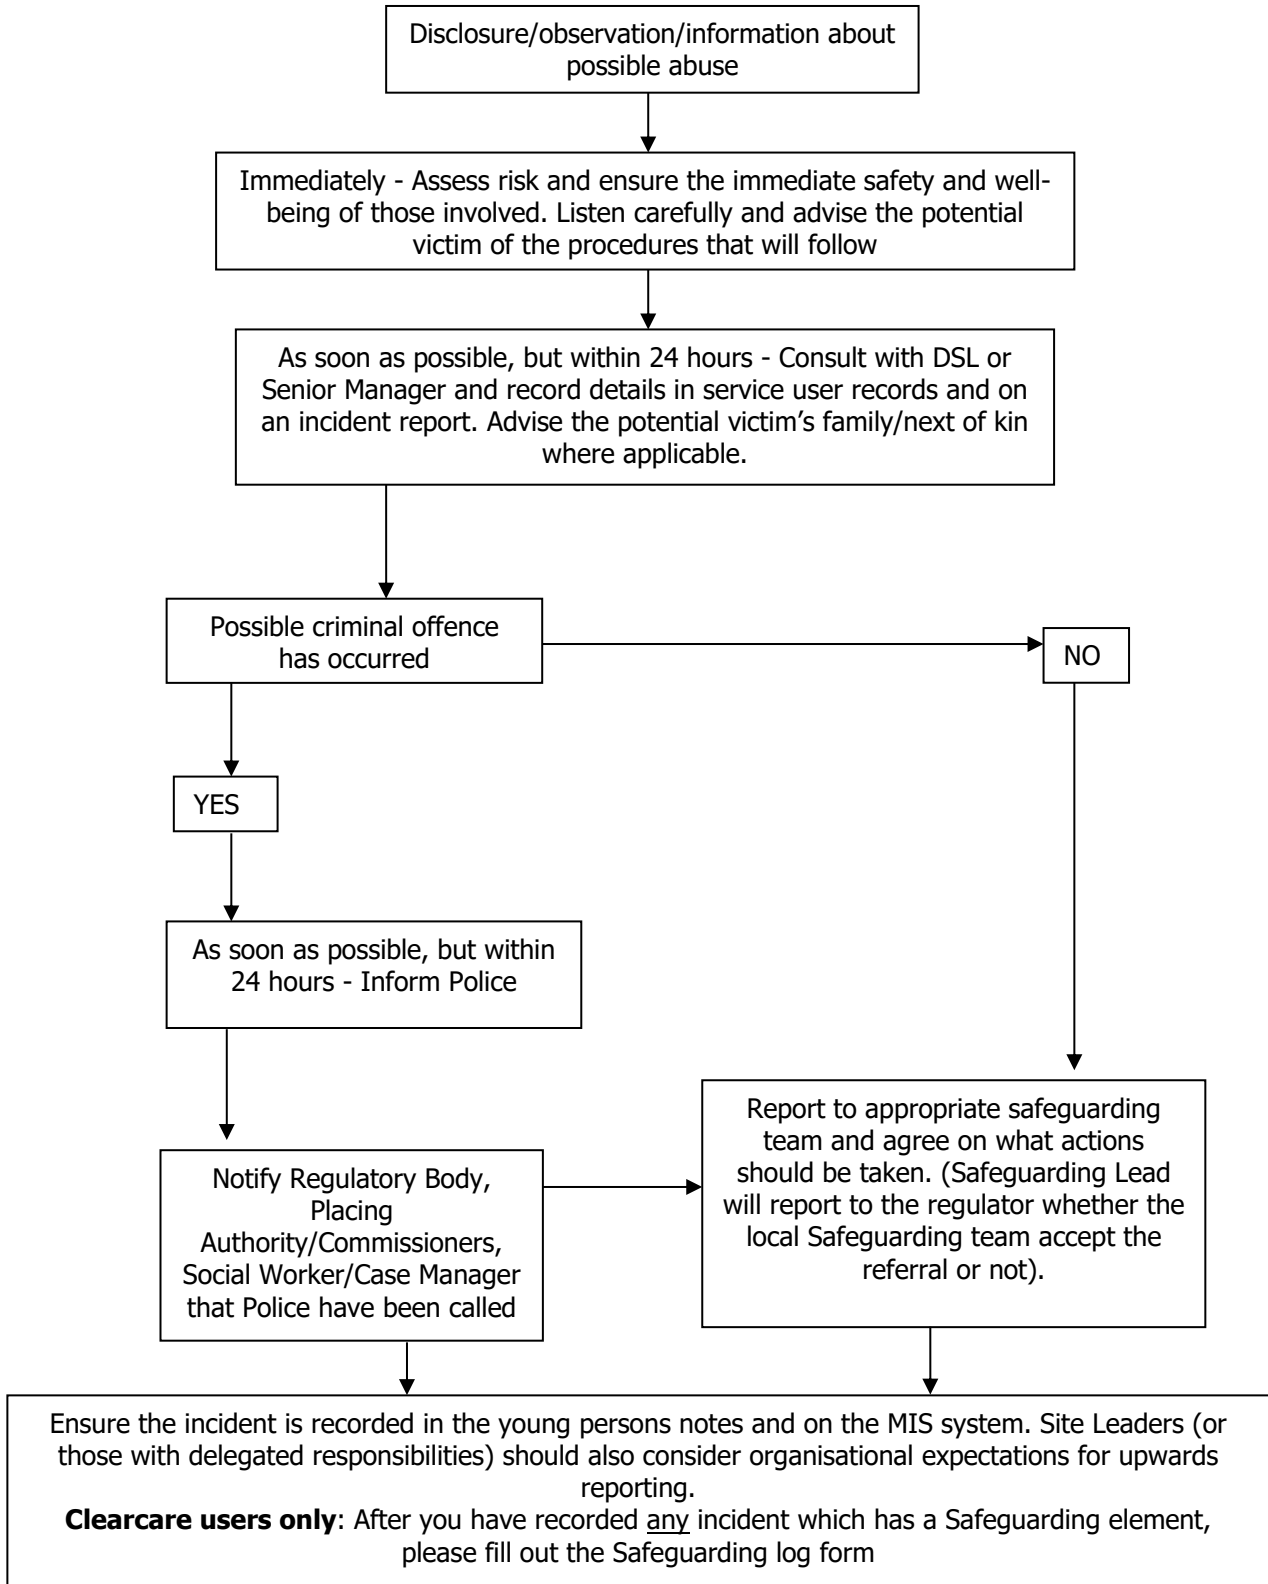 Disclosure/observation/information about
possible abuse
Immediately - Assess risk and ensure the immediate safety and well-
being of those involved. Listen carefully and advise the potential
victim of the procedures that will follow
As soon as possible, but within 24 hours - Consult with DSL or
Senior Manager and record details in service user records and on
an incident report. Advise the potential victim’s family/next of kin
where applicable.
Possible criminal offence
has occurred
NO
YES
As soon as possible, but within
24 hours - Inform Police
Notify Regulatory Body,
Placing
Authority/Commissioners,
Social Worker/Case Manager
that Police have been called
Report to appropriate safeguarding
team and agree on what actions
should be taken. (Safeguarding Lead
will report to the regulator whether the
local Safeguarding team accept the
referral or not).
Ensure the incident is recorded in the young persons notes and on the MIS system. Site Leaders (or
those with delegated responsibilities) should also consider organisational expectations for upwards
reporting.
Clearcare users only: After you have recorded any incident which has a Safeguarding element,
please fill out the Safeguarding log form